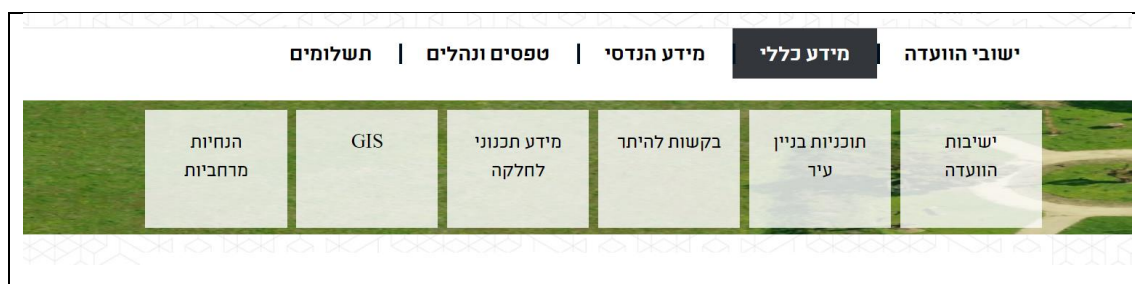 ישובי הוועדה | מידע כללי | מידע הנדסי | טפסים ונהלים | תשלומים
ישיבות
הוועדה
תוכניות בניין
עיר
בקשות להיתר
מידע תכנוני
לחלקה
GIS
הנחיות
מרחביות